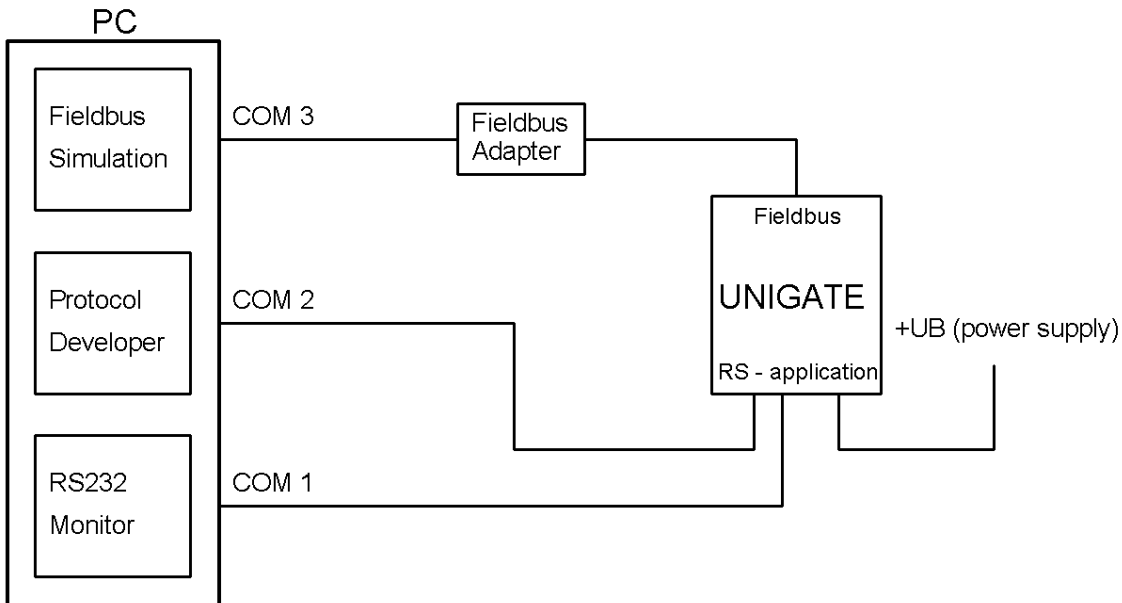 PC
Fieldbus
Simulation
COM 3
Fieldbus
Adapter
Fieldbus
UNIGATE
RS - application
+UB (power supply)
Protocol
Developer
COM 2
RS232
Monitor
COM 1